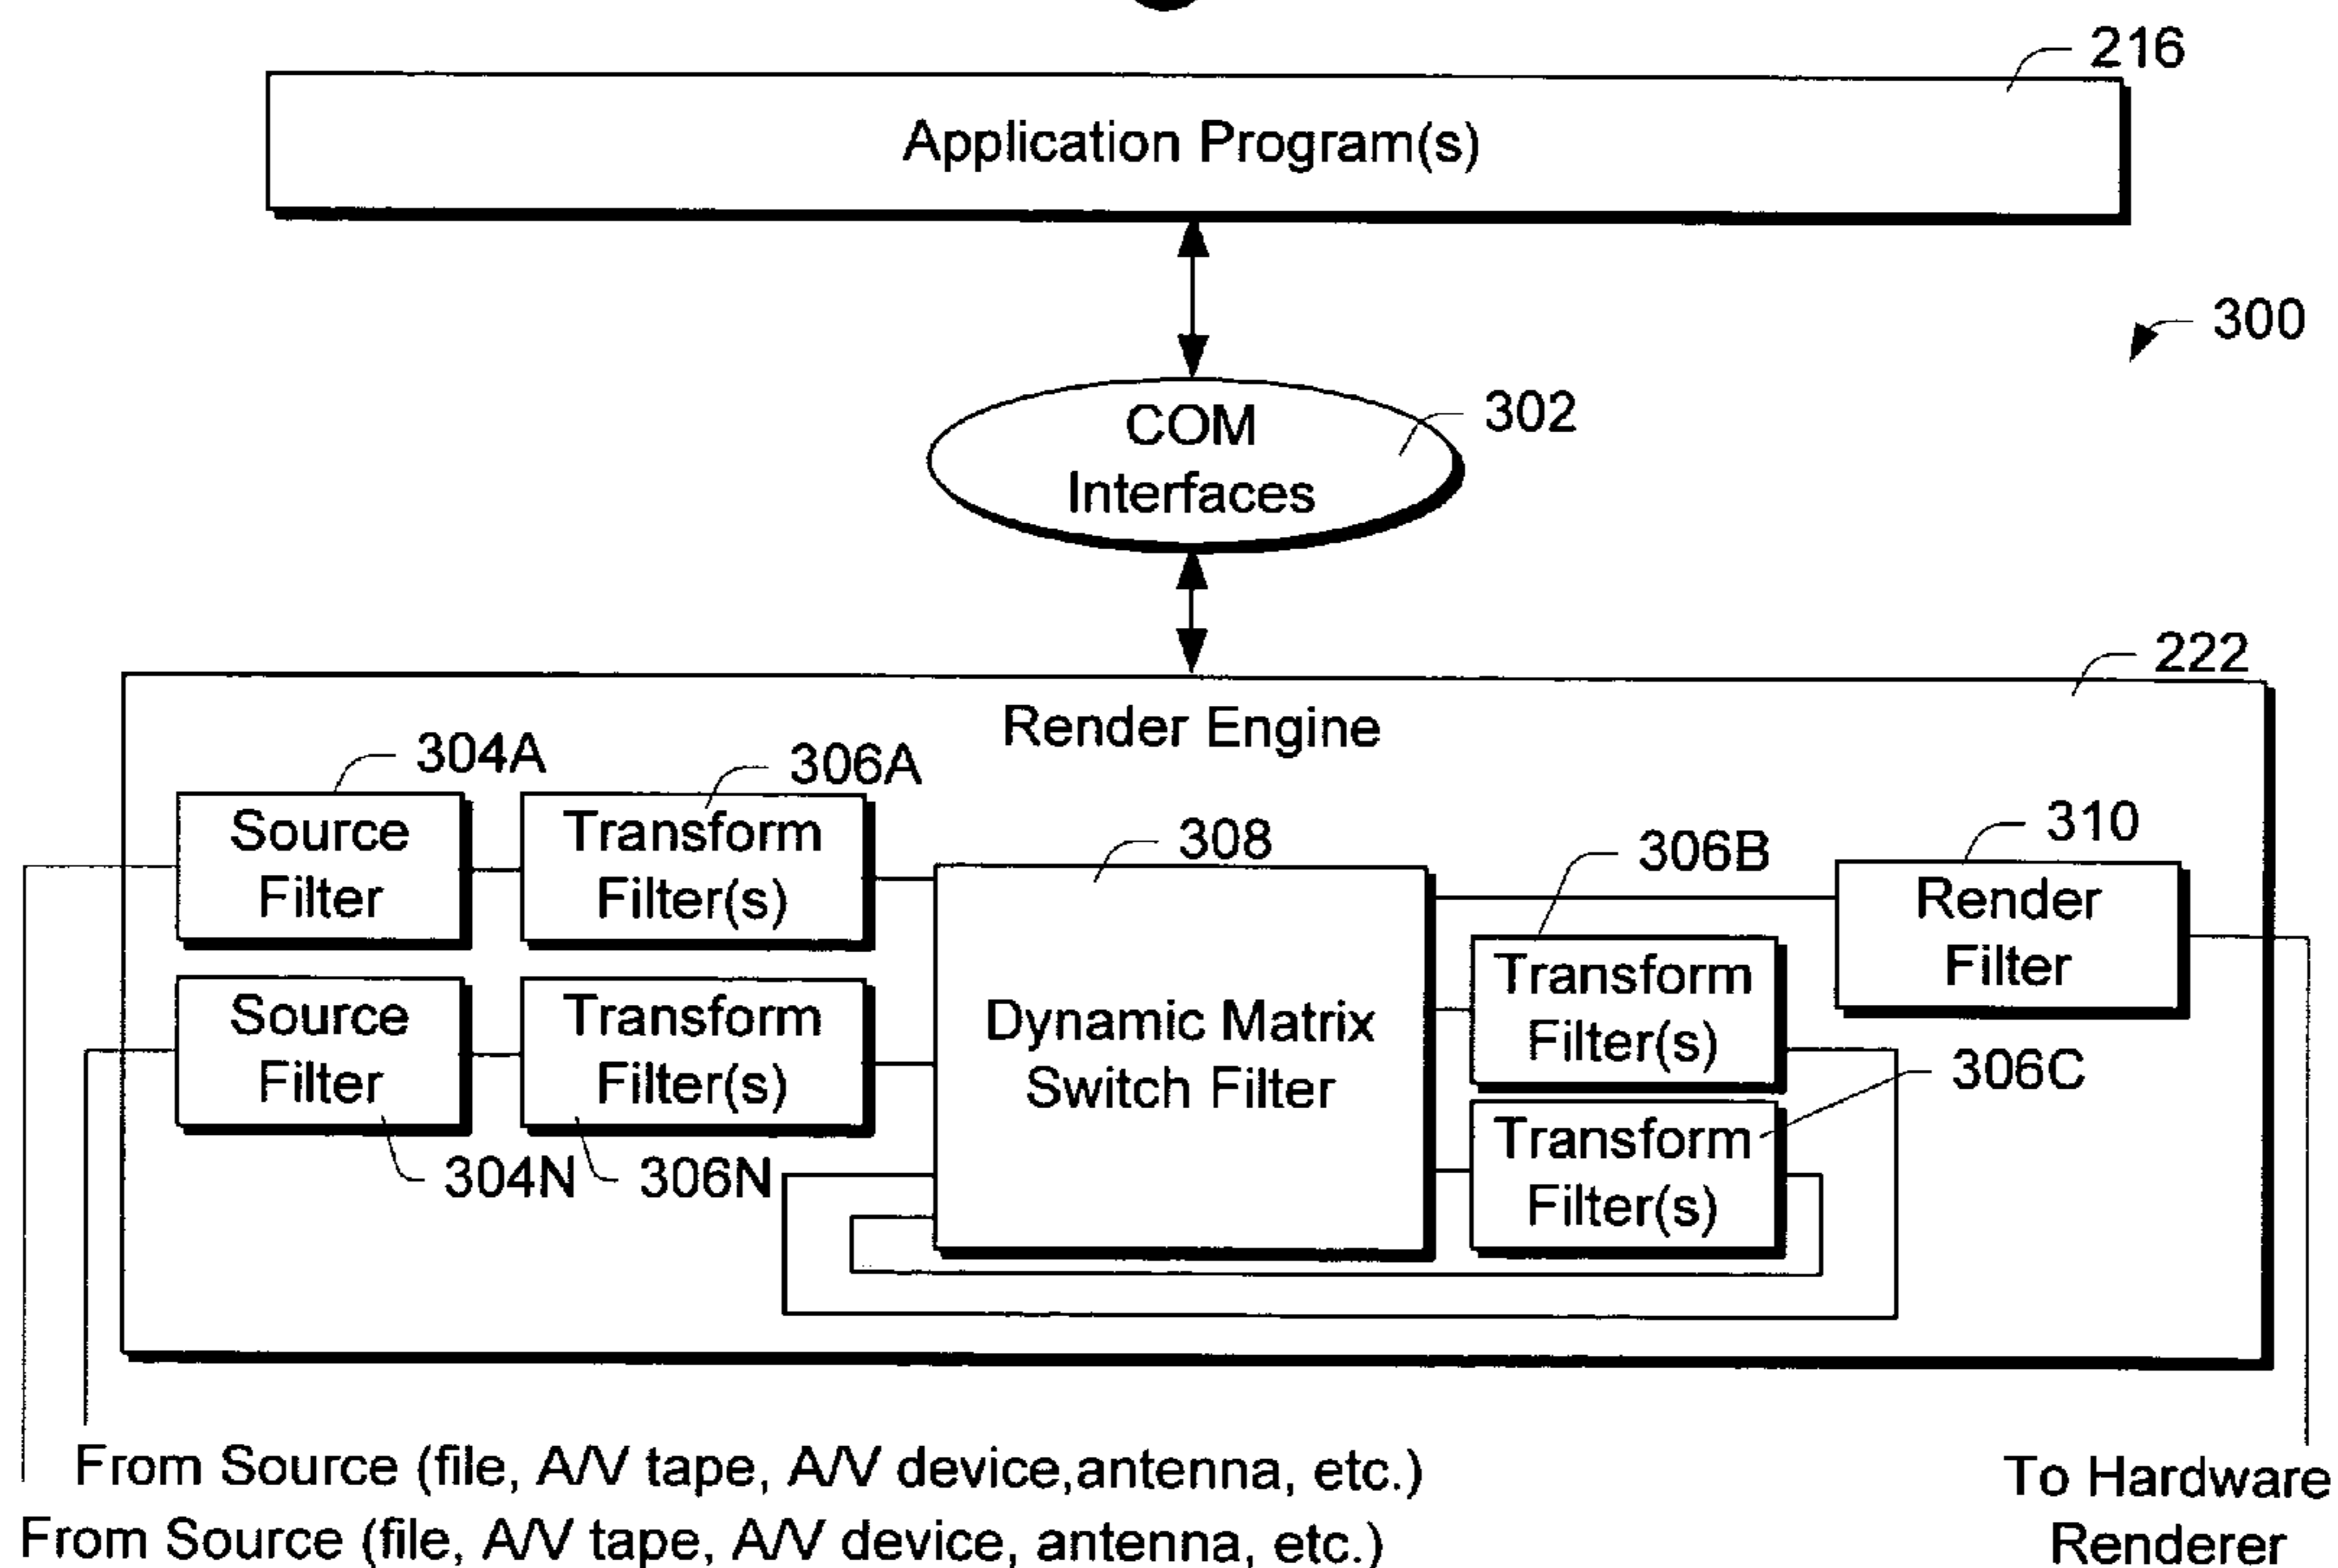 216
Application Program(s)
300
COM
Interfaces
302
222
Render Engine
304A
306A
Source
Filter
Transform
Filter(s)
308
306B
310
Render
Filter
Source
Filter
Transform
Filter(s)
Dynamic Matrix
Switch Filter
Transform
Filter(s)
306C
Transform
Filter(s)
304N
306N
From Source (file, A/V tape, A/V device,antenna, etc.)
From Source (file, A/V tape, A/V device, antenna, etc.)
To Hardware
Renderer